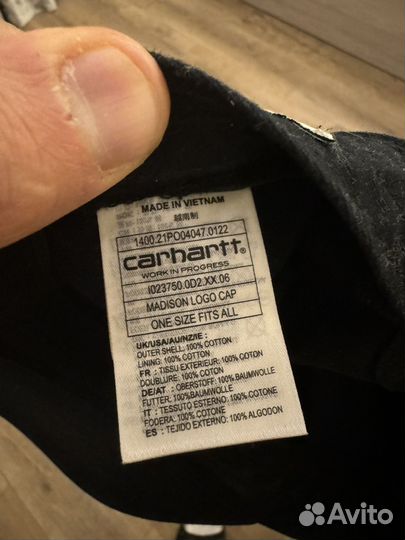 MADE IN VIETNAM
越南制
1400.21PO04047.0122
carhartt
WORK IN PROGRESS
I023750.0D2.XX.06
MADISON LOGO CAP
ONE SIZE FITS ALL
UK/USA/AU/NZ/IE :
OUTER SHELL: 100% COTTON
LINING: 100% COTTON
FR : TISSU EXTERIEUR: 100% COTON
DOUBLURE: 100% COTON
DE/AT : OBERSTOFF: 100% BAUMWOLLE
FUTTER: 100%BAUMWOLLE
IT : TESSUTO ESTERNO: 100% COTONE
FODERA: 100% COTONE
ES : TEJIDO EXTERNO: 100% ALGODON
Avito